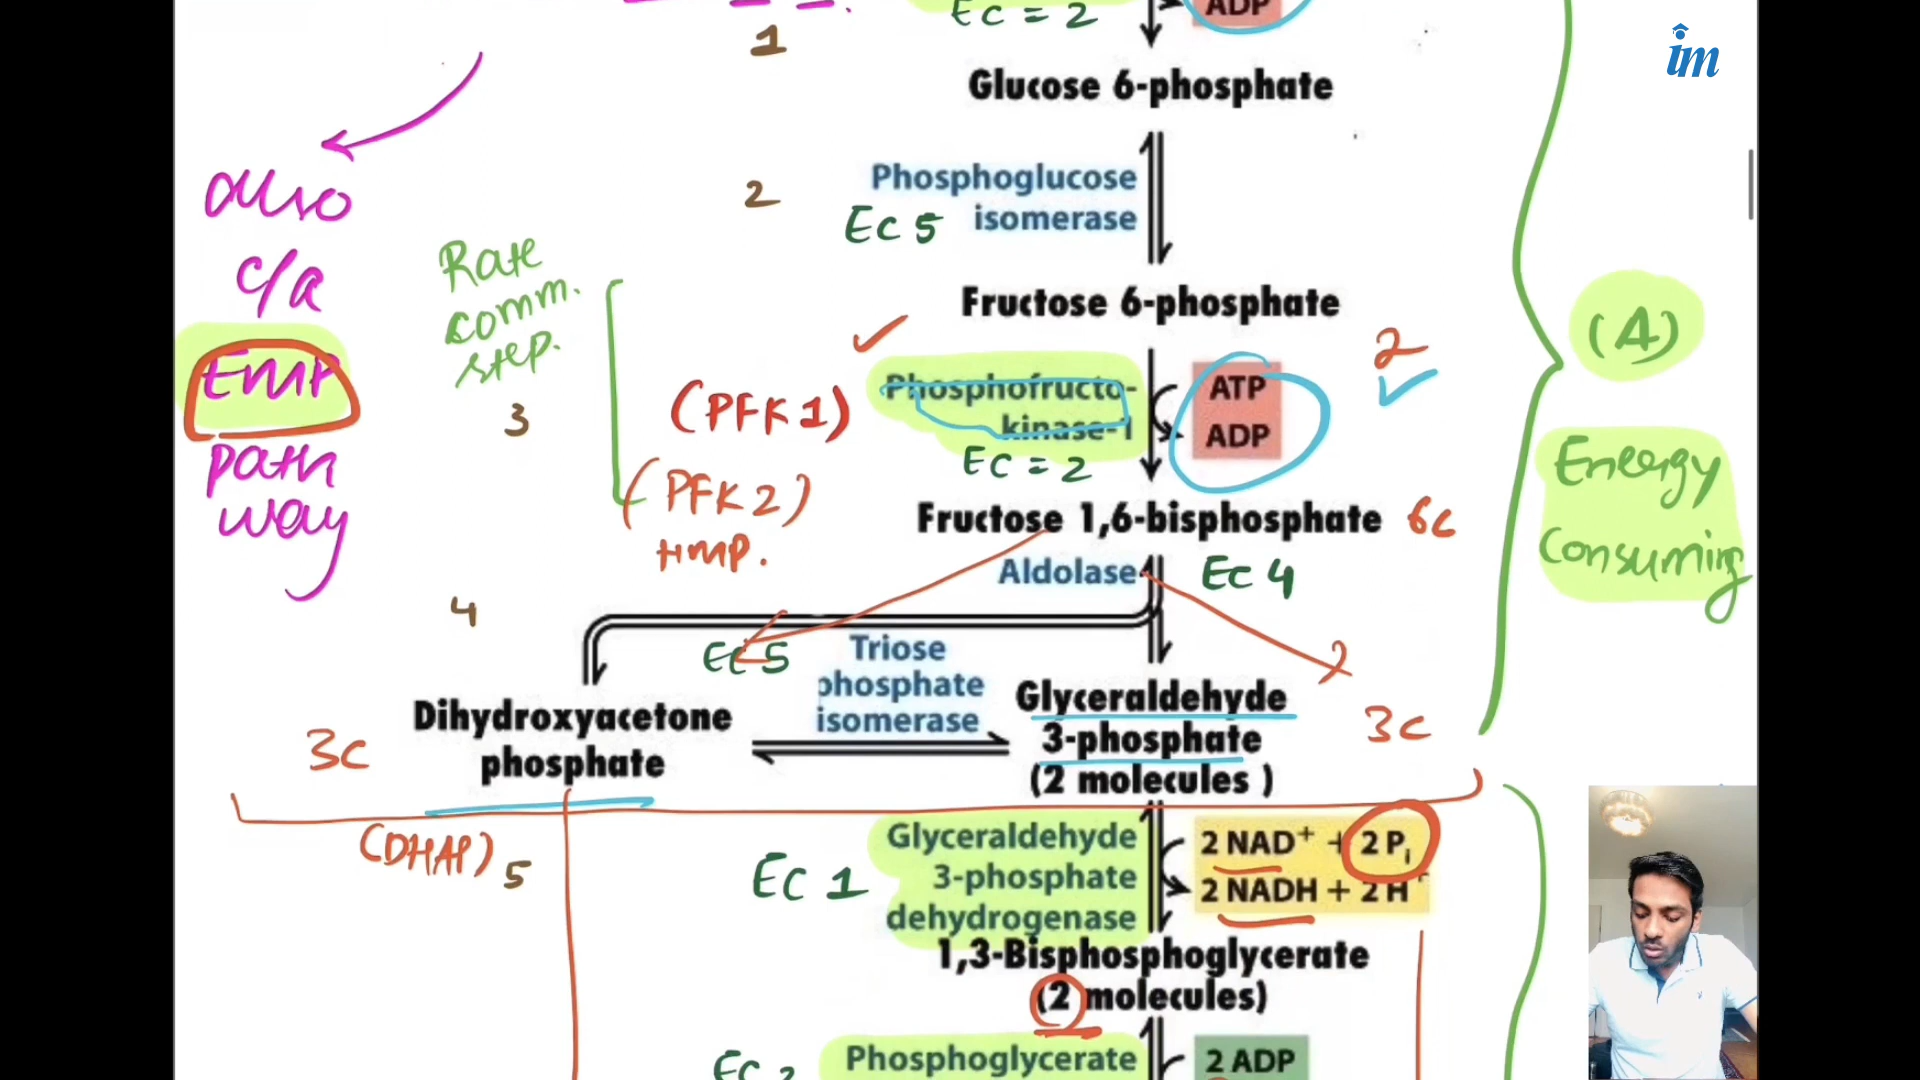 Ec = 2
ADP
1
im
Glucose 6-phosphate
also
c/a
EMP
path
way
2
Phosphoglucose
isomerase
Ec 5
Rate
comm.
step.
Fructose 6-phosphate
3
(PFK 1)
Phosphofructo-
kinase-1
Ec = 2
ATP
ADP
2
(A)
Energy
Consuming
(PFK 2)
HMP.
Fructose 1,6-bisphosphate 6c
Aldolase
Ec 4
4
Ec 5
Triose
phosphate
isomerase
Dihydroxyacetone
phosphate
3c
Glyceraldehyde
3-phosphate
(2 molecules )
3c
(DHAP)
5
Ec 1
Glyceraldehyde
3-phosphate
dehydrogenase
2 NAD⁺ + 2 Pᵢ
2 NADH + 2 H⁺
1,3-Bisphosphoglycerate
(2 molecules)
Ec 2
Phosphoglycerate
2 ADP